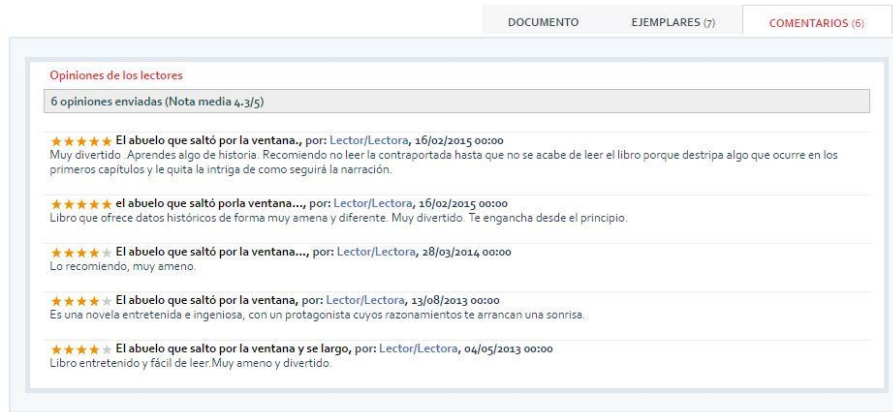 DOCUMENTO EJEMPLARES (7) COMENTARIOS (6)
Opiniones de los lectores
6 opiniones enviadas (Nota media 4.3/5)
El abuelo que saltó por la ventana., por: Lector/Lectora, 16/02/2015 00:00
Muy divertido .Aprendes algo de historia. Recomiendo no leer la contraportada hasta que no se acabe de leer el libro porque destripa algo que ocurre en los
primeros capítulos y le quita la intriga de como seguirá la narración.
el abuelo que saltó porla ventana..., por: Lector/Lectora, 16/02/2015 00:00
Libro que ofrece datos históricos de forma muy amena y diferente. Muy divertido. Te engancha desde el principio.
El abuelo que saltó por la ventana..., por: Lector/Lectora, 28/03/2014 00:00
Lo recomiendo, muy ameno.
El abuelo que saltó por la ventana, por: Lector/Lectora, 13/08/2013 00:00
Es una novela entretenida e ingeniosa, con un protagonista cuyos razonamientos te arrancan una sonrisa.
El abuelo que salto por la ventana y se largo, por: Lector/Lectora, 04/05/2013 00:00
Libro entretenido y fácil de leer.Muy ameno y divertido.